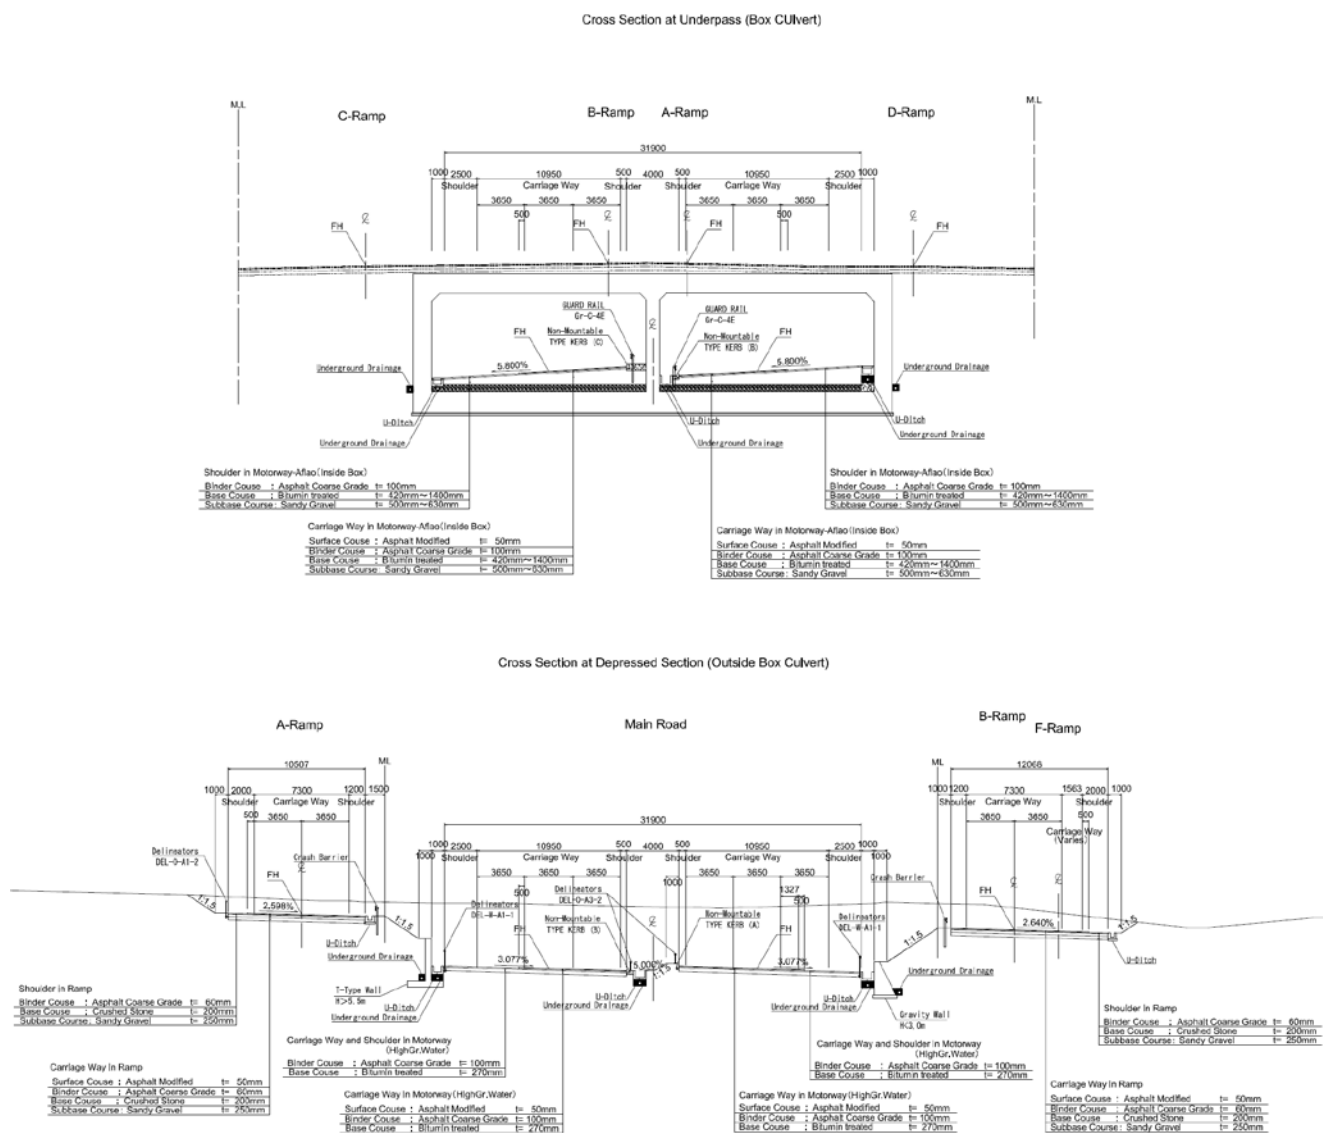 Cross Section at Underpass (Box CUlvert)
M.L
M.L
C-Ramp
B-Ramp
A-Ramp
D-Ramp
31900
1000 2500 10950 500 4000 500 10950 2500 1000
Shoulder Carriage Way Shoulder Shoulder Carriage Way Shoulder
3650 3650 3650 3650 3650 3650
500 500
FH FH FH FH
GUARD RAIL
Gr-C-4E
Non-Mountable
TYPE KERB (C)
FH
5.800%
GUARD RAIL
Gr-C-4E
Non-Mountable
TYPE KERB (B)
FH
5.800%
Underground Drainage
Underground Drainage
U-Ditch
U-Ditch
U-Ditch
Underground Drainage
Underground Drainage
Underground Drainage
Shoulder in Motorway-Aflao(Inside Box)
Binder Couse : Asphalt Coarse Grade t= 100mm
Base Couse : Bitumin treated t= 420mm～1400mm
Subbase Course: Sandy Gravel t= 500mm～630mm
Shoulder in Motorway-Aflao(Inside Box)
Binder Couse : Asphalt Coarse Grade t= 100mm
Base Couse : Bitumin treated t= 420mm～1400mm
Subbase Course: Sandy Gravel t= 500mm～630mm
Carriage Way in Motorway-Aflao(Inside Box)
Surface Couse : Asphalt Modified t= 50mm
Binder Couse : Asphalt Coarse Grade t= 100mm
Base Couse : Bitumin treated t= 420mm～1400mm
Subbase Course: Sandy Gravel t= 500mm～630mm
Carriage Way in Motorway-Aflao(Inside Box)
Surface Couse : Asphalt Modified t= 50mm
Binder Couse : Asphalt Coarse Grade t= 100mm
Base Couse : Bitumin treated t= 420mm～1400mm
Subbase Course: Sandy Gravel t= 500mm～630mm
Cross Section at Depressed Section (Outside Box Culvert)
A-Ramp
Main Road
B-Ramp
F-Ramp
10507
ML
1000 2000 7300 1200 1500
Shoulder Carriage Way Shoulder
500 3650 3650
Delineators
DEL-O-A1-2
Crash Barrier
FH
2.598%
1:1.5
1:1.5
U-Ditch
Underground Drainage
31900
1000 2500 10950 500 4000 500 10950 2500 1000
1000 Shoulder Carriage Way Shoulder Carriage Way Shoulder 1000
3650 3650 3650 1000 3650 3650 3650
500 1327
500
Delineators
DEL-W-A1-1
Delineators
DEL-O-A3-2
Non-Mountable
TYPE KERB (B)
Non-Mountable
TYPE KERB (A)
Delineators
DEL-W-A1-1
FH
FH
3.077%
5.000%
1:1.5
3.077%
T-Type Wall
H>5.5m
U-Ditch
Underground Drainage
U-Ditch
Underground Drainage
U-Ditch
Underground Drainage
Underground Drainage
Gravity Wall
H<3.0m
12068
ML
1000 1200 7300 1563 2000 1000
Shoulder Carriage Way Shoulder
3650 3650 500
Carriage Way
(Varies)
Crash Barrier
FH
2.640%
1:1.5
1:1.5
U-Ditch
Shoulder in Ramp
Binder Couse : Asphalt Coarse Grade t= 60mm
Base Couse : Crushed Stone t= 200mm
Subbase Course: Sandy Gravel t= 250mm
Carriage Way in Ramp
Surface Couse : Asphalt Modified t= 50mm
Binder Couse : Asphalt Coarse Grade t= 60mm
Base Couse : Crushed Stone t= 200mm
Subbase Course: Sandy Gravel t= 250mm
Carriage Way and Shoulder in Motorway
(HighGr.Water)
Binder Couse : Asphalt Coarse Grade t= 100mm
Base Couse : Bitumin treated t= 270mm
Carriage Way in Motorway(HighGr.Water)
Surface Couse : Asphalt Modified t= 50mm
Binder Couse : Asphalt Coarse Grade t= 100mm
Base Couse : Bitumin treated t= 270mm
Carriage Way and Shoulder in Motorway
(HighGr.Water)
Binder Couse : Asphalt Coarse Grade t= 100mm
Base Couse : Bitumin treated t= 270mm
Carriage Way in Motorway(HighGr.Water)
Surface Couse : Asphalt Modified t= 50mm
Binder Couse : Asphalt Coarse Grade t= 100mm
Base Couse : Bitumin treated t= 270mm
Shoulder in Ramp
Binder Couse : Asphalt Coarse Grade t= 60mm
Base Couse : Crushed Stone t= 200mm
Subbase Course: Sandy Gravel t= 250mm
Carriage Way in Ramp
Surface Couse : Asphalt Modified t= 50mm
Binder Couse : Asphalt Coarse Grade t= 60mm
Base Couse : Crushed Stone t= 200mm
Subbase Course: Sandy Gravel t= 250mm